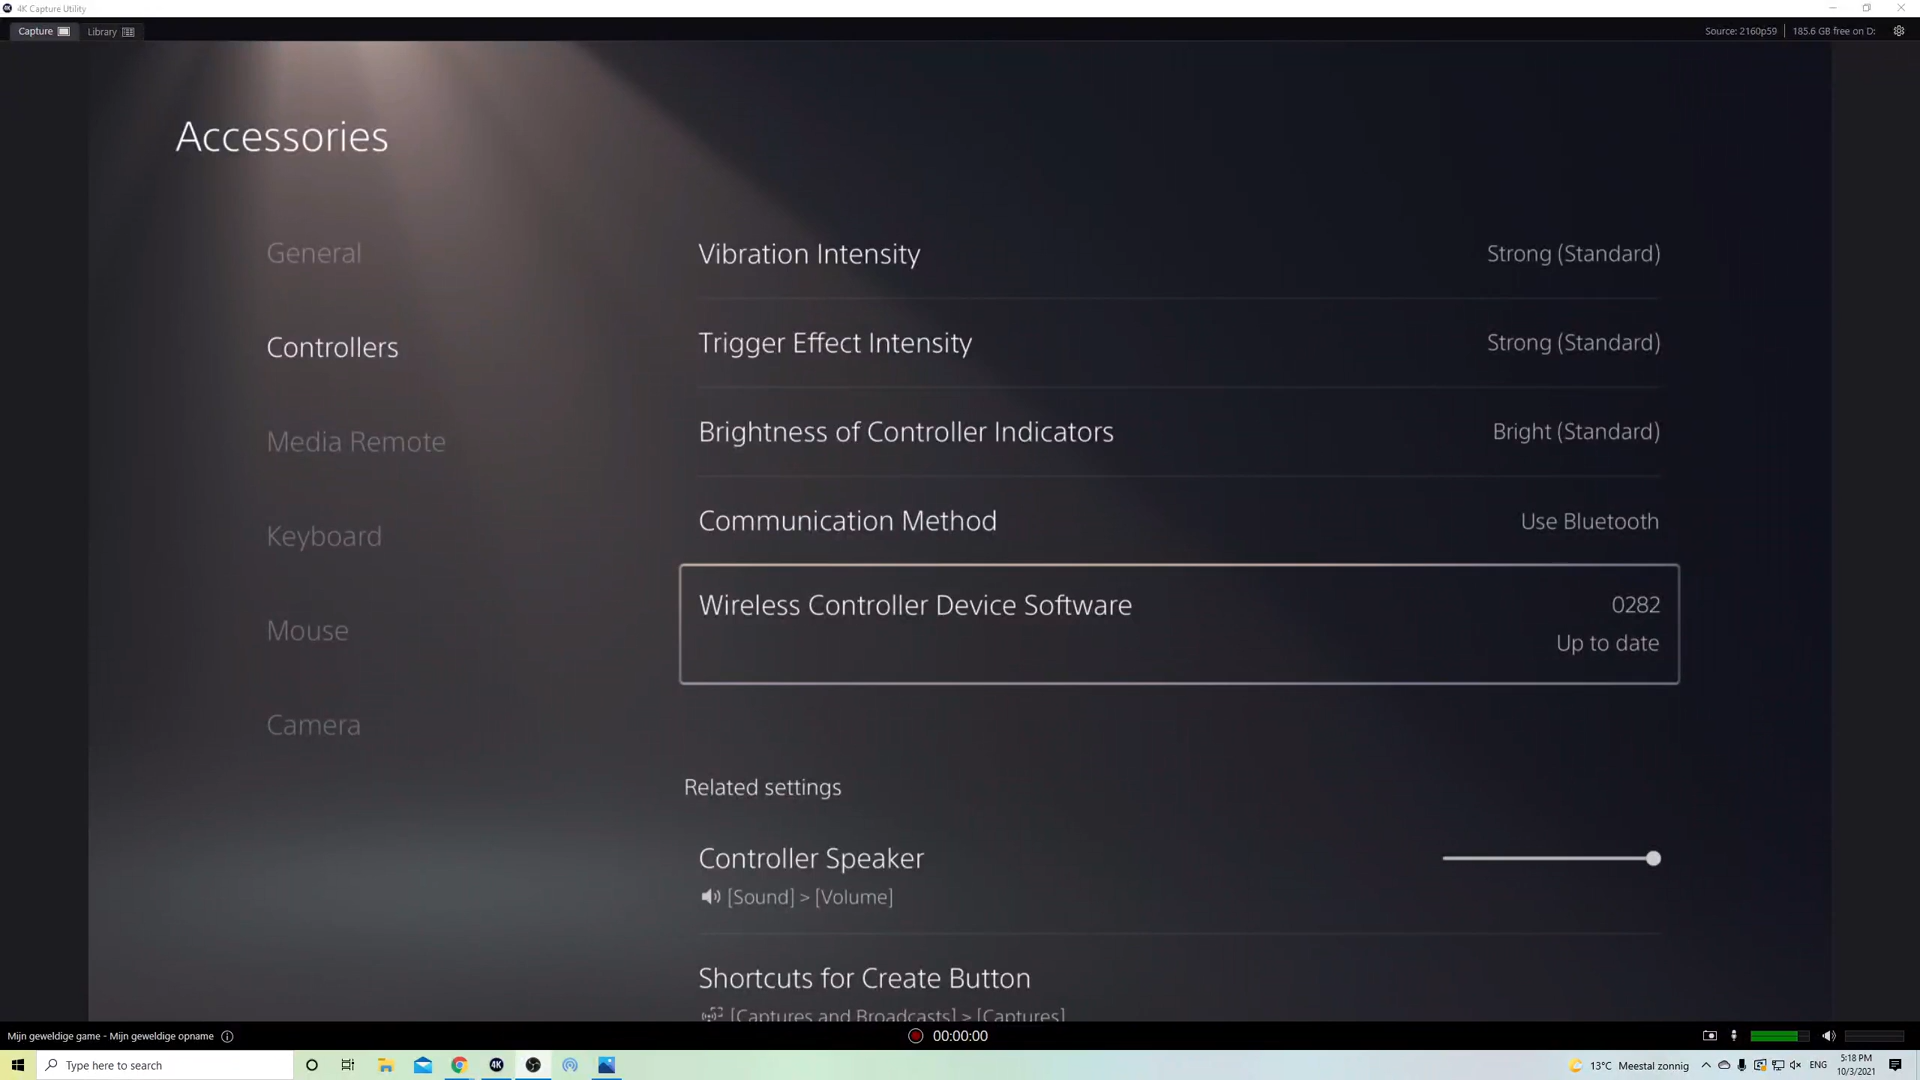 4K Capture Utility
Capture Library Source: 2160p59 185.6 GB free on D:
Accessories
General
Controllers
Media Remote
Keyboard
Mouse
Camera
Vibration Intensity Strong (Standard)
Trigger Effect Intensity Strong (Standard)
Brightness of Controller Indicators Bright (Standard)
Communication Method Use Bluetooth
Wireless Controller Device Software 0282
Up to date
Related settings
Controller Speaker
[Sound] > [Volume]
Shortcuts for Create Button
[Captures and Broadcasts] > [Captures]
Mijn geweldige game - Mijn geweldige opname 00:00:00
Type here to search 4K 13°C Meestal zonnig ENG 5:18 PM
10/3/2021